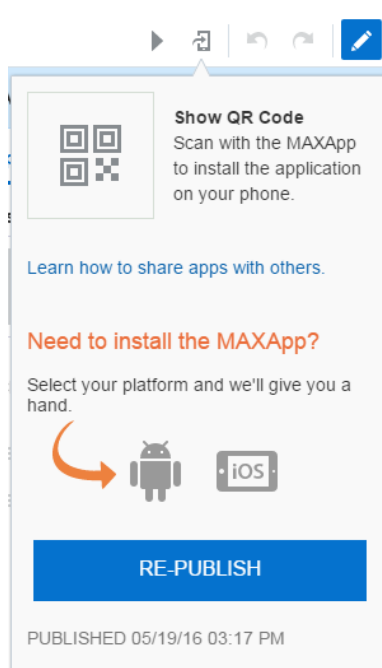 Show QR Code
Scan with the MAXApp
to install the application
on your phone.
Learn how to share apps with others.
Need to install the MAXApp?
Select your platform and we'll give you a
hand.
iOS
RE-PUBLISH
PUBLISHED 05/19/16 03:17 PM